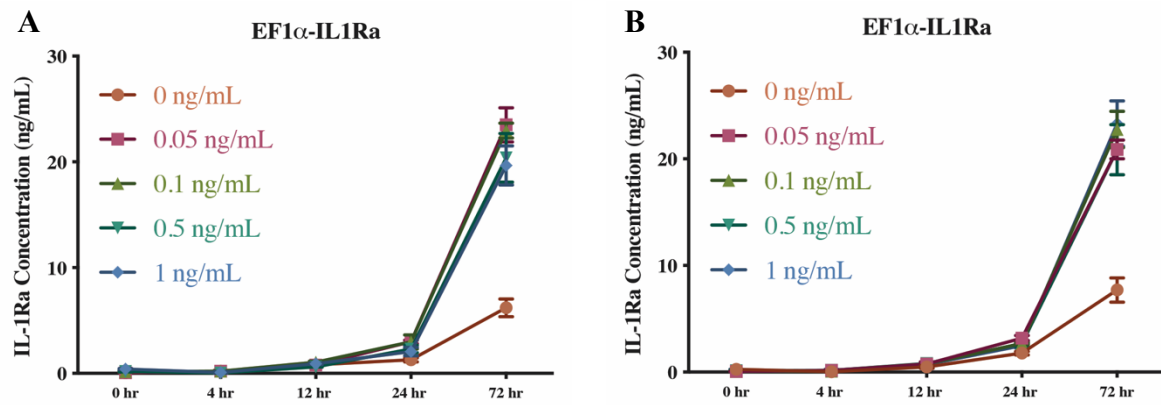 A
EF1α-IL1Ra
IL-1Ra Concentration (ng/mL)
30
20
10
0
0 ng/mL
0.05 ng/mL
0.1 ng/mL
0.5 ng/mL
1 ng/mL
0 hr 4 hr 12 hr 24 hr 72 hr
B
EF1α-IL1Ra
IL-1Ra Concentration (ng/mL)
30
20
10
0
0 ng/mL
0.05 ng/mL
0.1 ng/mL
0.5 ng/mL
1 ng/mL
0 hr 4 hr 12 hr 24 hr 72 hr